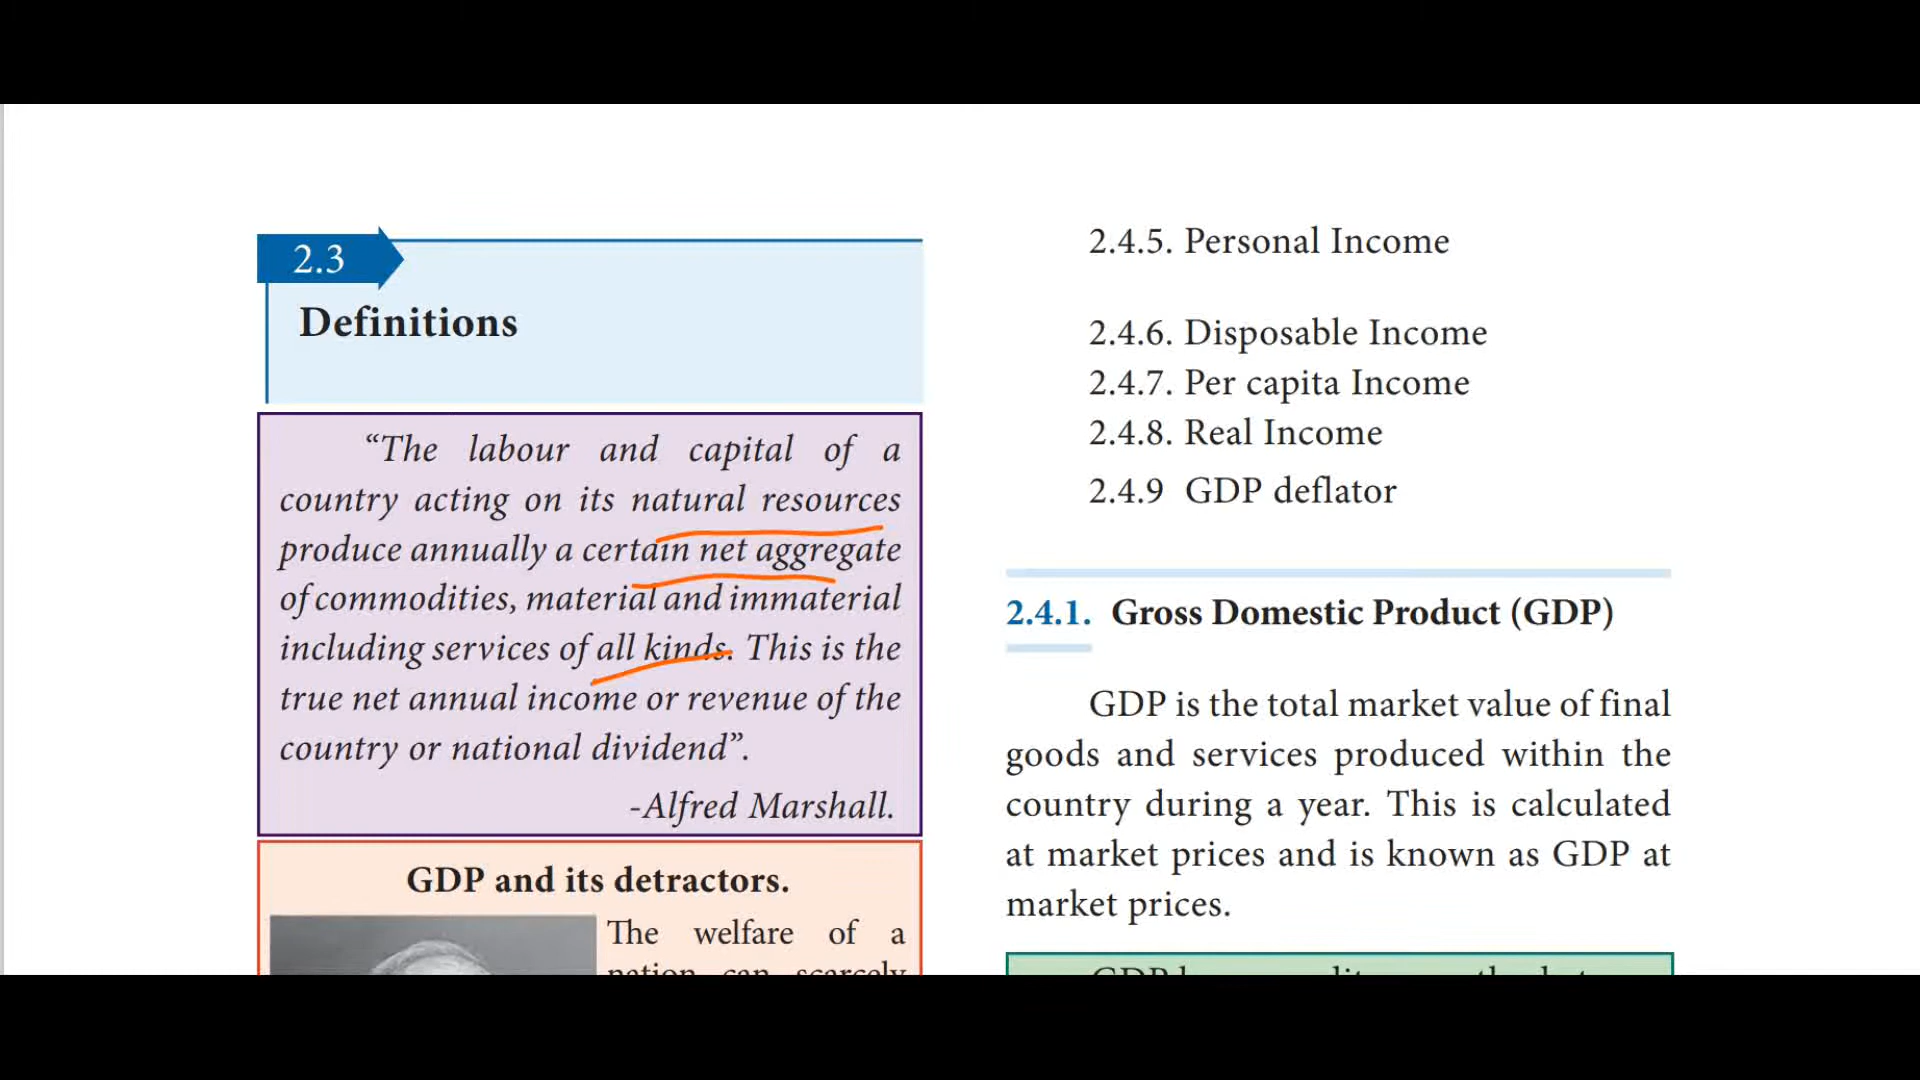 2.3
Definitions
“The labour and capital of a
country acting on its natural resources
produce annually a certain net aggregate
of commodities, material and immaterial
including services of all kinds. This is the
true net annual income or revenue of the
country or national dividend”.
-Alfred Marshall.
GDP and its detractors.
The welfare of a
nation can scarcely
2.4.5. Personal Income
2.4.6. Disposable Income
2.4.7. Per capita Income
2.4.8. Real Income
2.4.9 GDP deflator
2.4.1. Gross Domestic Product (GDP)
GDP is the total market value of final
goods and services produced within the
country during a year. This is calculated
at market prices and is known as GDP at
market prices.
GDP